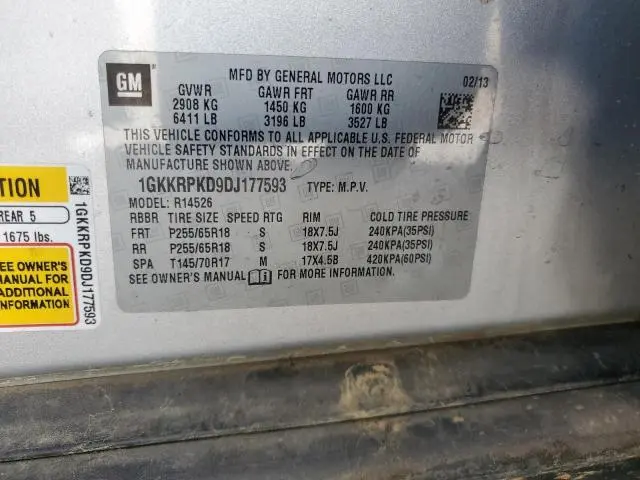 GM
MFD BY GENERAL MOTORS LLC 02/13
GVWR GAWR FRT GAWR RR
2908 KG 1450 KG 1600 KG
6411 LB 3196 LB 3527 LB
THIS VEHICLE CONFORMS TO ALL APPLICABLE U.S. FEDERAL MOTOR
VEHICLE SAFETY STANDARDS IN EFFECT ON THE DATE OF
MANUFACTURE SHOWN ABOVE.
1GKKRPKD9DJ177593 TYPE: M.P.V.
MODEL: R14526
RBBR TIRE SIZE SPEED RTG RIM COLD TIRE PRESSURE
FRT P255/65R18 S 18X7.5J 240KPA(35PSI)
RR P255/65R18 S 18X7.5J 240KPA(35PSI)
SPA T145/70R17 M 17X4.5B 420KPA(60PSI)
SEE OWNER'S MANUAL FOR MORE INFORMATION.
TION
REAR 5
1675 lbs.
EE OWNER'S
MANUAL FOR
ADDITIONAL
NFORMATION
1GKKRPKD9DJ177593